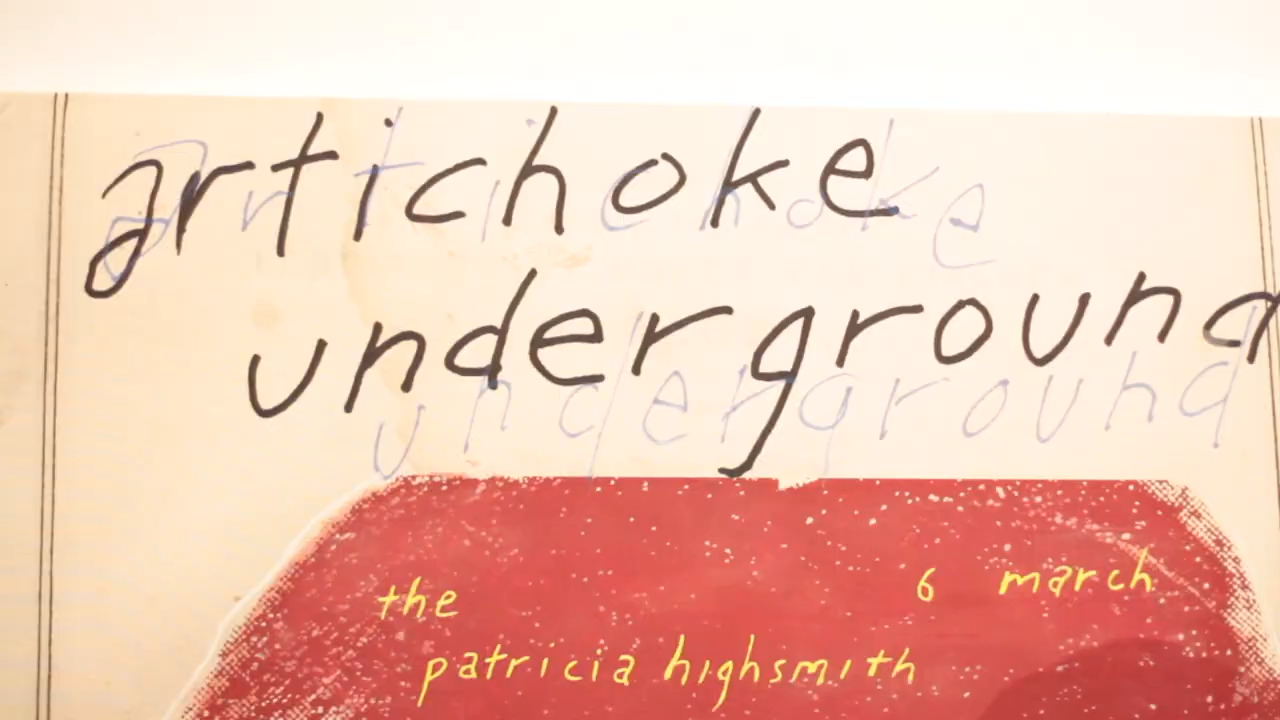 artichoke
underground
the 6 march
patricia highsmith